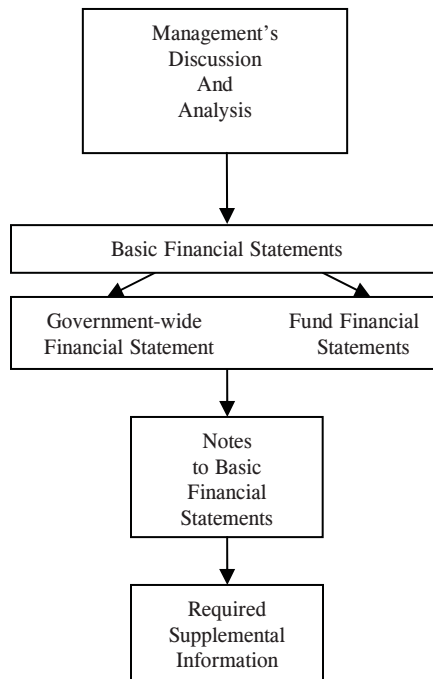 Management’s
Discussion
And
Analysis
Basic Financial Statements
Government-wide
Financial Statement
Fund Financial
Statements
Notes
to Basic
Financial
Statements
Required
Supplemental
Information